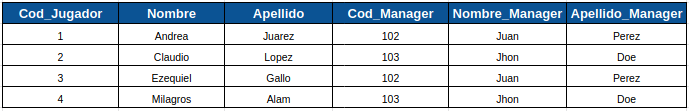 Cod_Jugador Nombre Apellido Cod_Manager Nombre_Manager Apellido_Manager
1 Andrea Juarez 102 Juan Perez
2 Claudio Lopez 103 Jhon Doe
3 Ezequiel Gallo 102 Juan Perez
4 Milagros Alam 103 Jhon Doe